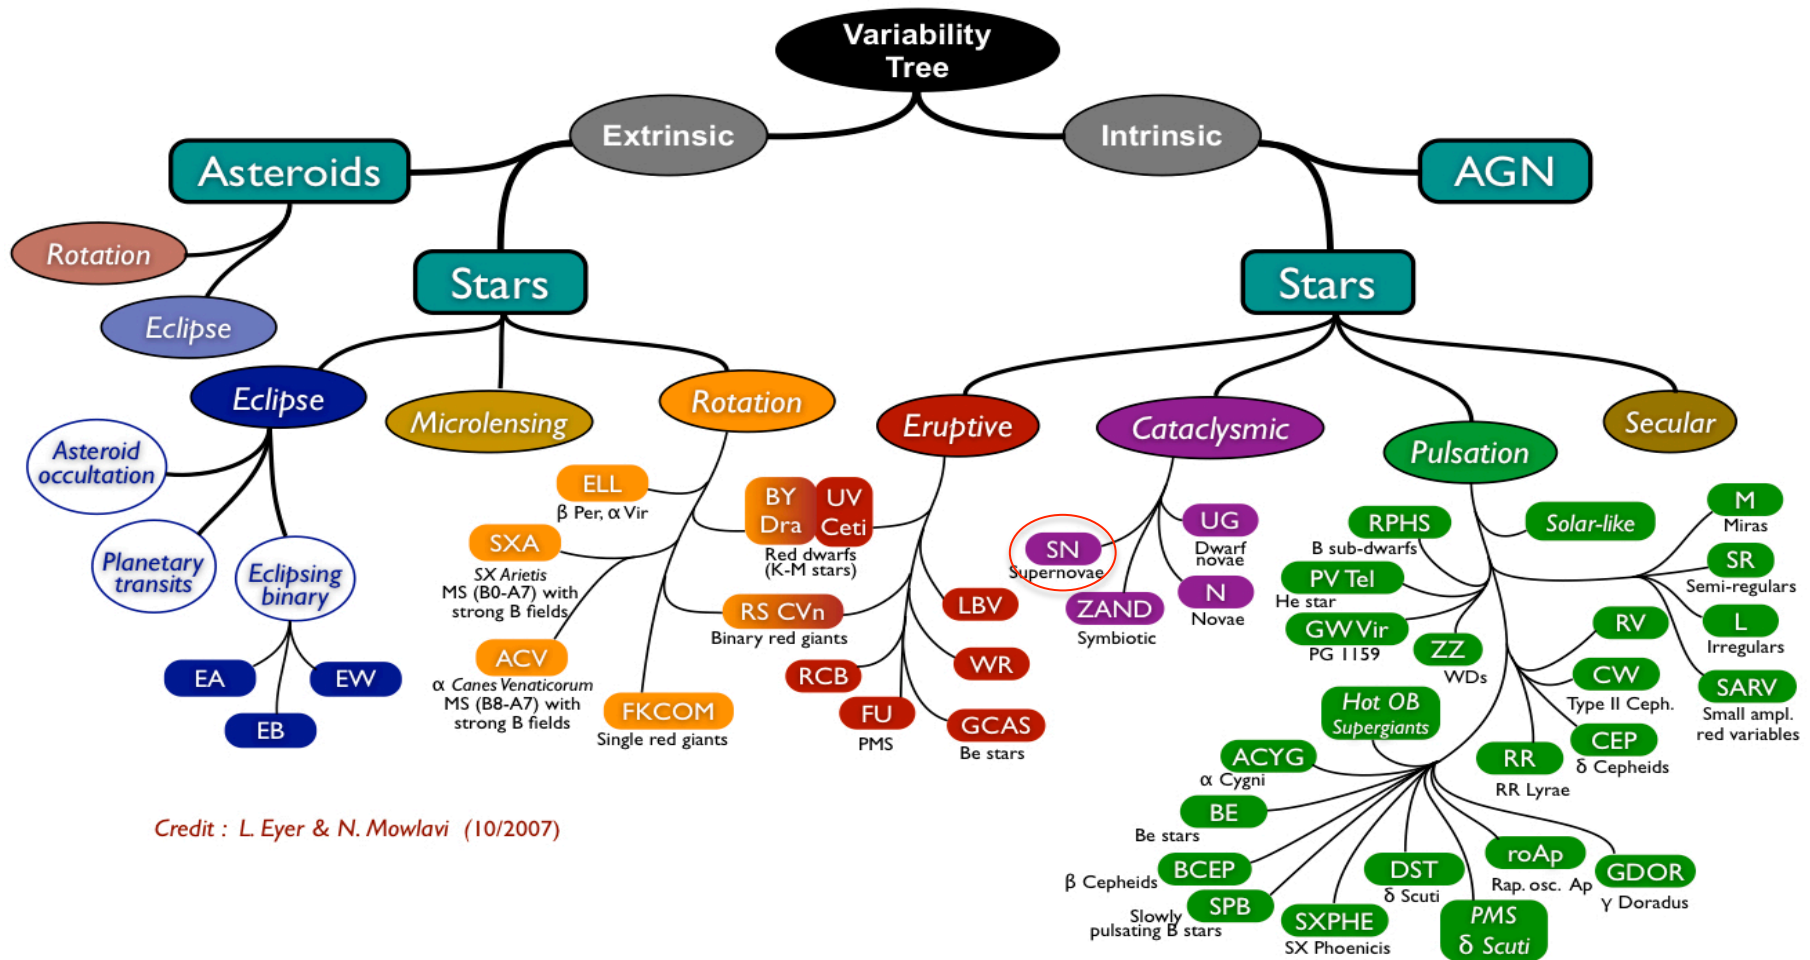 Variability
Tree
Extrinsic
Intrinsic
Asteroids
AGN
Rotation
Eclipse
Stars
Stars
Eclipse
Microlensing
Rotation
Eruptive
Cataclysmic
Pulsation
Secular
Asteroid
occultation
Planetary
transits
Eclipsing
binary
EA
EB
EW
ELL
β Per, α Vir
SXA
SX Arietis
MS (B0-A7) with
strong B fields
ACV
α Canes Venaticorum
MS (B8-A7) with
strong B fields
BY
Dra
UV
Ceti
Red dwarfs
(K-M stars)
RS CVn
Binary red giants
FKCOM
Single red giants
LBV
WR
RCB
FU
PMS
GCAS
Be stars
SN
Supernovae
UG
Dwarf
novae
ZAND
Symbiotic
N
Novae
Solar-like
RPHS
B sub-dwarfs
PV Tel
He star
GW Vir
PG 1159
ZZ
WDs
M
Miras
SR
Semi-regulars
L
Irregulars
SARV
Small ampl.
red variables
RV
CW
Type II Ceph.
CEP
δ Cepheids
RR
RR Lyrae
Hot OB
Supergiants
ACYG
α Cygni
BE
Be stars
BCEP
β Cepheids
SPB
Slowly
pulsating B stars
SXPHE
SX Phoenicis
DST
δ Scuti
PMS
δ Scuti
roAp
Rap. osc. Ap
GDOR
γ Doradus
Credit : L. Eyer & N. Mowlavi (10/2007)